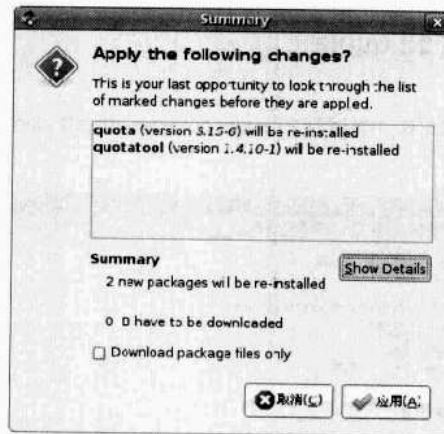 Summary
Apply the following changes?
This is your last opportunity to look through the list
of marked changes before they are applied.
quota (version 3.15-6) will be re-installed
quotatool (version 1.4.10-1) will be re-installed
Summary
Show Details
2 new packages will be re-installed
0 B have to be downloaded
Download package files only
取消(C)
应用(A)